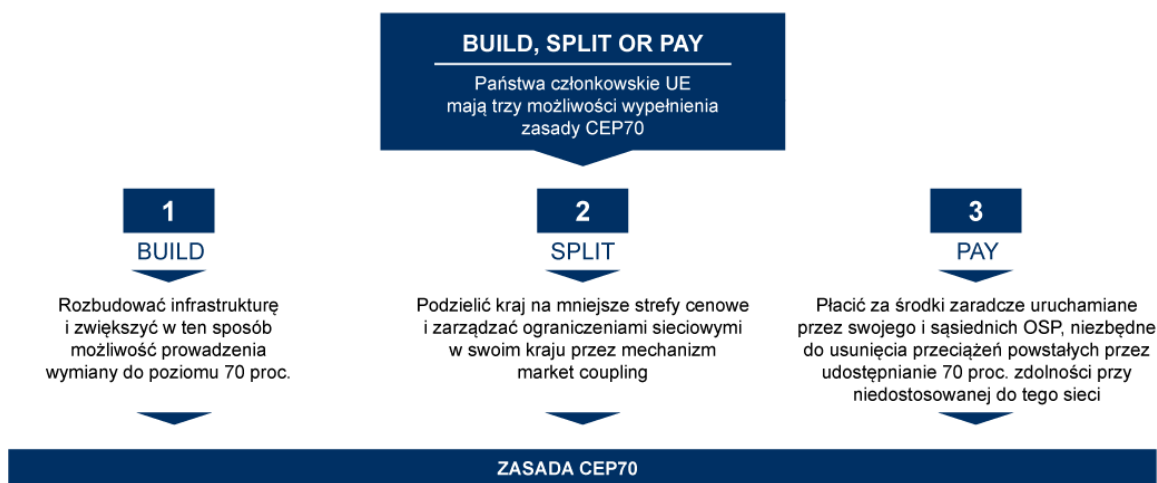 BUILD, SPLIT OR PAY
Państwa członkowskie UE
mają trzy możliwości wypełnienia
zasady CEP70
1
BUILD
Rozbudować infrastrukturę
i zwiększyć w ten sposób
możliwość prowadzenia
wymiany do poziomu 70 proc.
2
SPLIT
Podzielić kraj na mniejsze strefy cenowe
i zarządzać ograniczeniami sieciowymi
w swoim kraju przez mechanizm
market coupling
3
PAY
Płacić za środki zaradcze uruchamiane
przez swojego i sąsiednich OSP, niezbędne
do usunięcia przeciążeń powstałych przez
udostępnianie 70 proc. zdolności przy
niedostosowanej do tego sieci
ZASADA CEP70